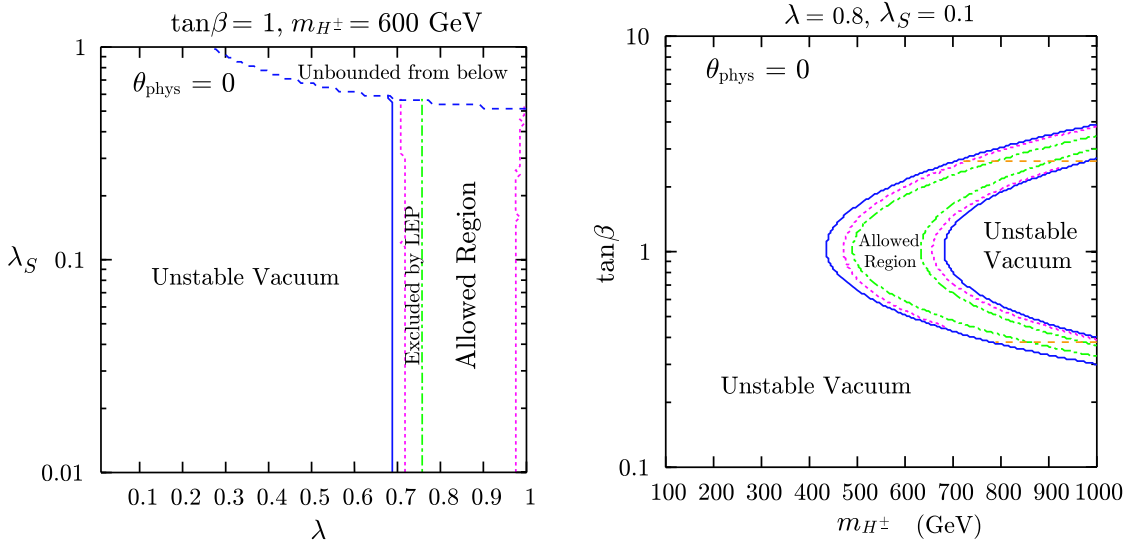 tanβ = 1, m_{H^±} = 600 GeV
1
θ_phys = 0
Unbounded from below
λ_S
0.1
Unstable Vacuum
Excluded by LEP
Allowed Region
0.01
0.1 0.2 0.3 0.4 0.5 0.6 0.7 0.8 0.9 1
λ
λ = 0.8, λ_S = 0.1
10
θ_phys = 0
tanβ
1
Allowed
Region
Unstable
Vacuum
Unstable Vacuum
0.1
100 200 300 400 500 600 700 800 900 1000
m_{H^±} (GeV)